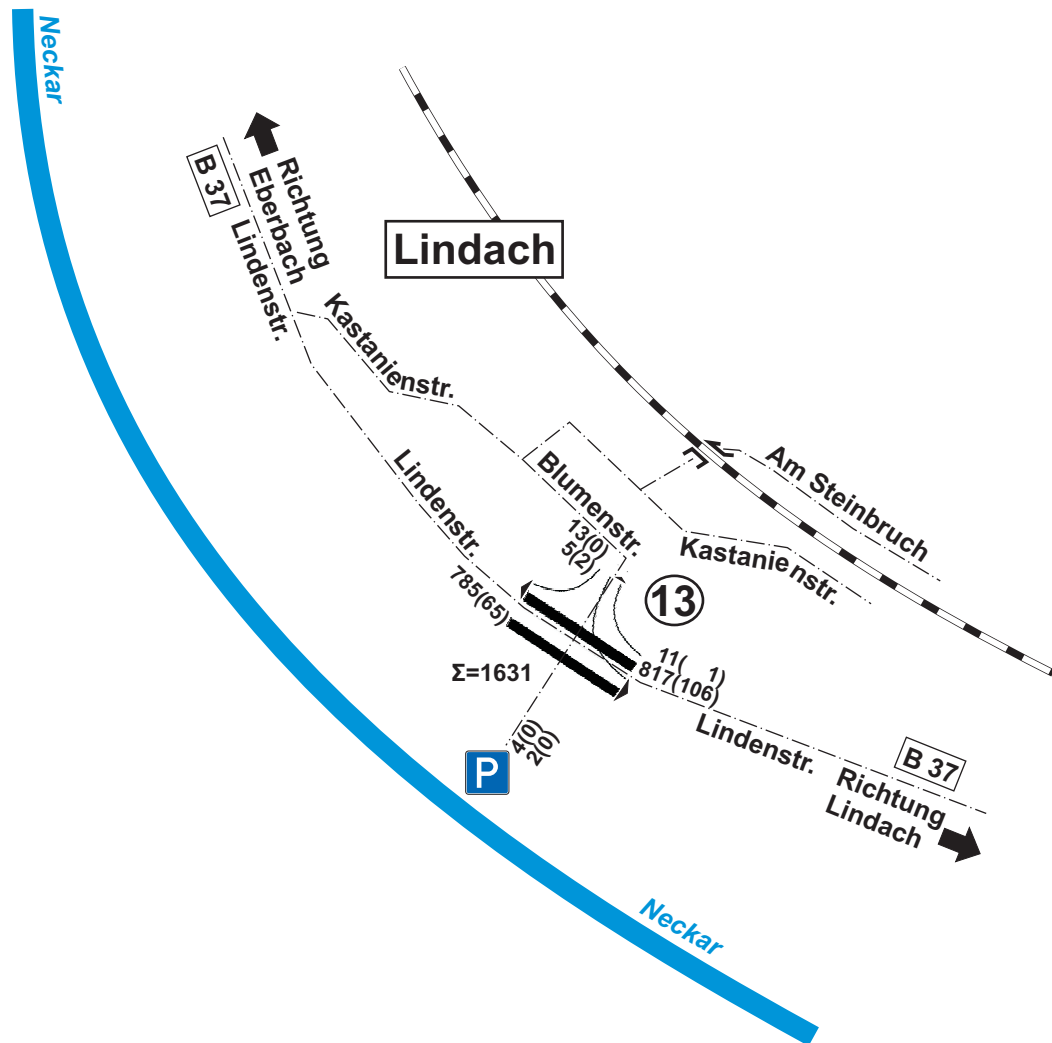 Neckar
B 37
Richtung
Eberbach
Lindenstr.
Lindach
Kastanienstr.
Lindenstr.
Blumenstr.
Am Steinbruch
Kastanienstr.
13(0)
5(2)
785(65)
13
11( 1)
817(106)
Σ=1631
4(0)
2(0)
P
Lindenstr.
B 37
Richtung
Lindach
Neckar